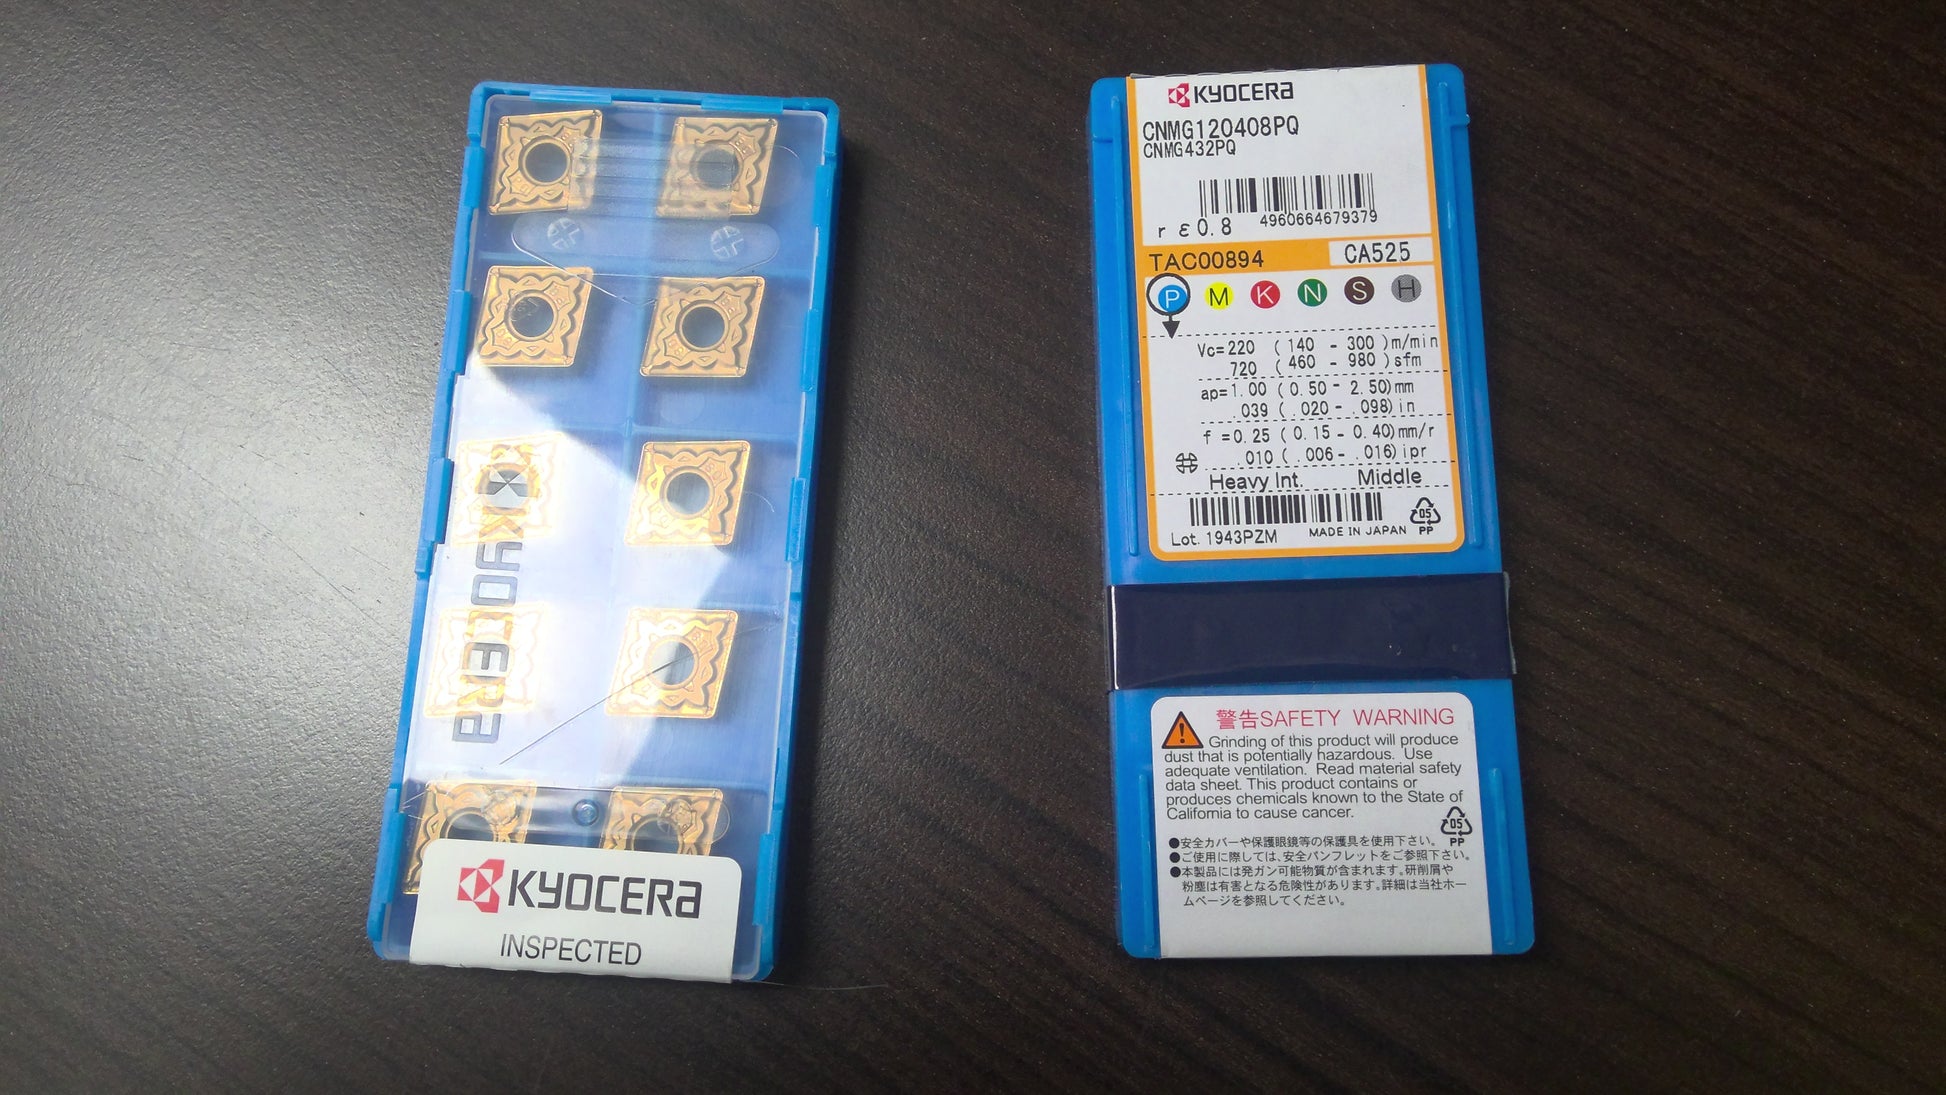 KYOCERA
KYOCERA
INSPECTED
KYOCERA
CNMG120408PQ
CNMG432PQ
4960664679379
r ε0.8
TAC00894 CA525
P M K N S H
Vc=220 ( 140 - 300 )m/min
720 ( 460 - 980 )sfm
ap=1.00 ( 0.50 - 2.50)mm
.039 ( .020 - .098)in
f =0.25 ( 0.15 - 0.40)mm/r
.010 ( .006 - .016)ipr
Heavy Int. Middle
Lot. 1943PZM MADE IN JAPAN 05 PP
警告SAFETY WARNING
Grinding of this product will produce
dust that is potentially hazardous. Use
adequate ventilation. Read material safety
data sheet. This product contains or
produces chemicals known to the State of
California to cause cancer.
05 PP
●安全カバーや保護眼鏡等の保護具を使用下さい。
●ご使用に際しては、安全パンフレットをご参照下さい。
●本製品には発ガン可能物質が含まれます。研削屑や
粉塵は有害となる危険性があります。詳細は当社ホー
ムページを参照してください。